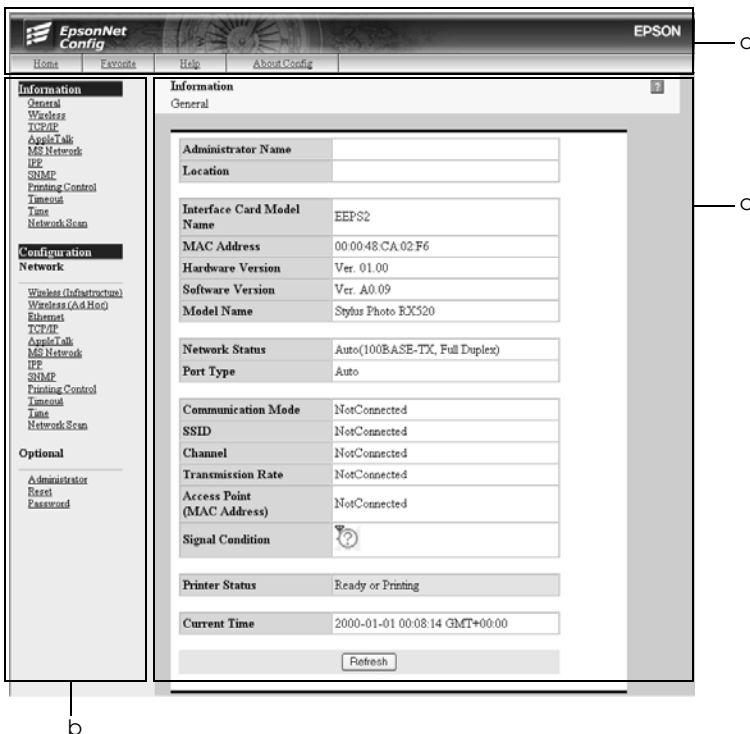 EpsonNet
Config
EPSON
Home
Favorite
Help
About Config
Information
General
Wireless
TCP/IP
AppleTalk
MS Network
IPP
SNMP
Printing Control
Timeout
Time
Network Scan
Configuration
Network
Wireless (Infrastructure)
Wireless (Ad Hoc)
Ethernet
TCP/IP
AppleTalk
MS Network
IPP
SNMP
Printing Control
Timeout
Time
Network Scan
Optional
Administrator
Reset
Password
Information
?
General
Administrator Name
Location
Interface Card Model Name EEPS2
MAC Address 00:00:48:CA:02:F6
Hardware Version Ver. 01.00
Software Version Ver. A0.09
Model Name Stylus Photo RX520
Network Status Auto(100BASE-TX, Full Duplex)
Port Type Auto
Communication Mode NotConnected
SSID NotConnected
Channel NotConnected
Transmission Rate NotConnected
Access Point
(MAC Address) NotConnected
Signal Condition ?
Printer Status Ready or Printing
Current Time 2000-01-01 00:08:14 GMT+00:00
Refresh
b